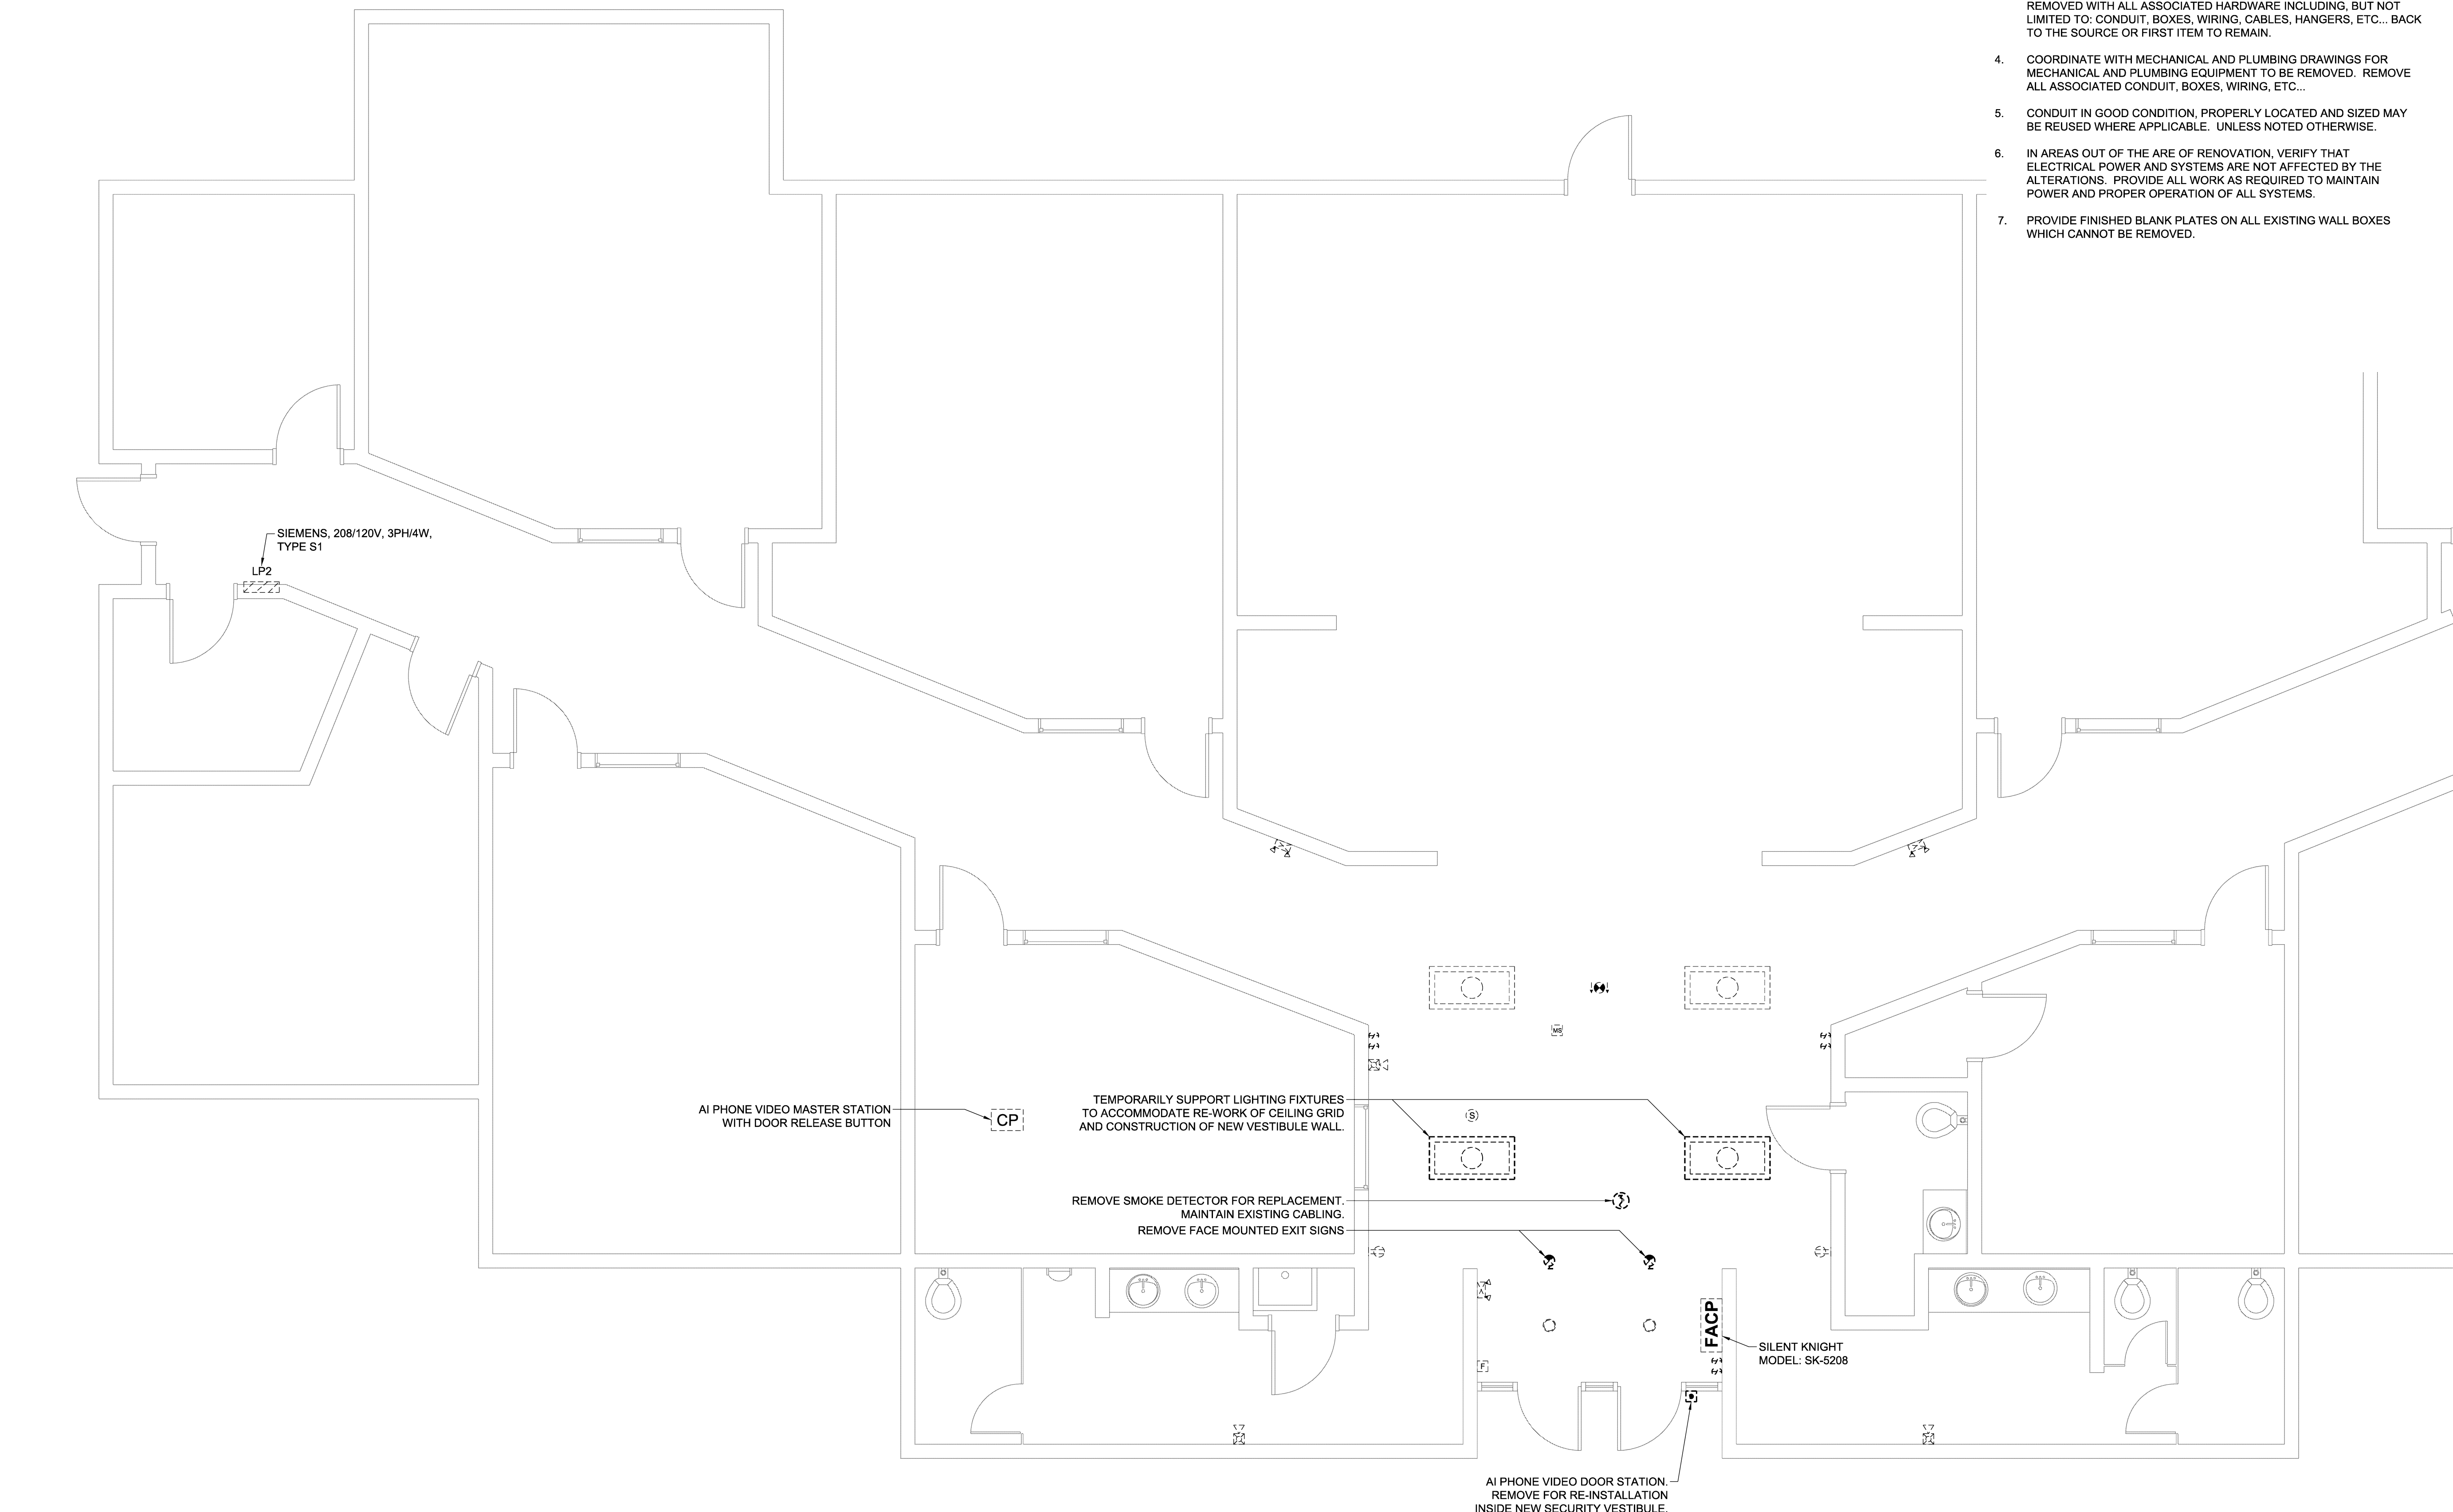 REMOVED WITH ALL ASSOCIATED HARDWARE INCLUDING, BUT NOT
LIMITED TO: CONDUIT, BOXES, WIRING, CABLES, HANGERS, ETC... BACK
TO THE SOURCE OR FIRST ITEM TO REMAIN.
4. COORDINATE WITH MECHANICAL AND PLUMBING DRAWINGS FOR
MECHANICAL AND PLUMBING EQUIPMENT TO BE REMOVED. REMOVE
ALL ASSOCIATED CONDUIT, BOXES, WIRING, ETC...
5. CONDUIT IN GOOD CONDITION, PROPERLY LOCATED AND SIZED MAY
BE REUSED WHERE APPLICABLE. UNLESS NOTED OTHERWISE.
6. IN AREAS OUT OF THE ARE OF RENOVATION, VERIFY THAT
ELECTRICAL POWER AND SYSTEMS ARE NOT AFFECTED BY THE
ALTERATIONS. PROVIDE ALL WORK AS REQUIRED TO MAINTAIN
POWER AND PROPER OPERATION OF ALL SYSTEMS.
7. PROVIDE FINISHED BLANK PLATES ON ALL EXISTING WALL BOXES
WHICH CANNOT BE REMOVED.
SIEMENS, 208/120V, 3PH/4W,
TYPE S1
LP2
MS
AI PHONE VIDEO MASTER STATION
WITH DOOR RELEASE BUTTON
CP
TEMPORARILY SUPPORT LIGHTING FIXTURES
TO ACCOMMODATE RE-WORK OF CEILING GRID
AND CONSTRUCTION OF NEW VESTIBULE WALL.
S
REMOVE SMOKE DETECTOR FOR REPLACEMENT.
MAINTAIN EXISTING CABLING.
REMOVE FACE MOUNTED EXIT SIGNS
FACP
SILENT KNIGHT
MODEL: SK-5208
F
AI PHONE VIDEO DOOR STATION.
REMOVE FOR RE-INSTALLATION
INSIDE NEW SECURITY VESTIBULE.